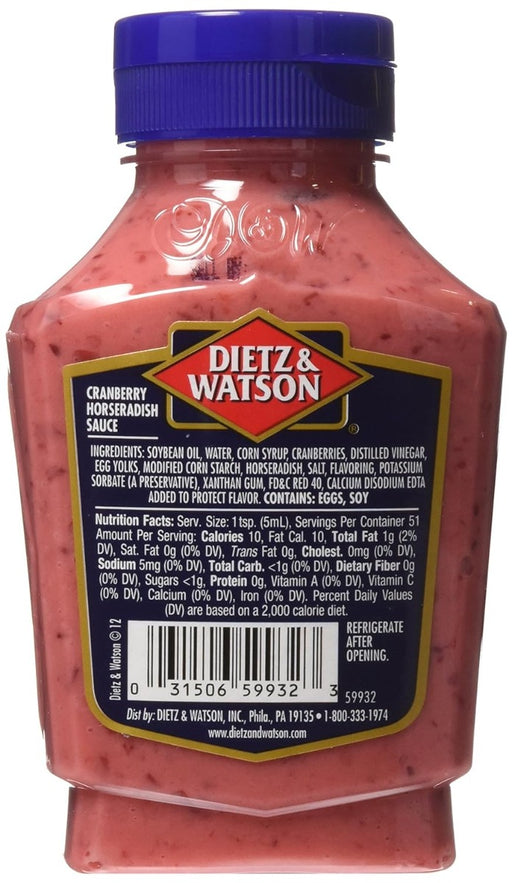 D&W
DIETZ &
WATSON
®
CRANBERRY
HORSERADISH
SAUCE
INGREDIENTS: SOYBEAN OIL, WATER, CORN SYRUP, CRANBERRIES, DISTILLED VINEGAR,
EGG YOLKS, MODIFIED CORN STARCH, HORSERADISH, SALT, FLAVORING, POTASSIUM
SORBATE (A PRESERVATIVE), XANTHAN GUM, FD&C RED 40, CALCIUM DISODIUM EDTA
ADDED TO PROTECT FLAVOR. CONTAINS: EGGS, SOY
Nutrition Facts: Serv. Size: 1 tsp. (5mL), Servings Per Container 51
Amount Per Serving: Calories 10, Fat Cal. 10, Total Fat 1g (2%
DV), Sat. Fat 0g (0% DV), Trans Fat 0g, Cholest. 0mg (0% DV),
Sodium 5mg (0% DV), Total Carb. <1g (0% DV), Dietary Fiber 0g
(0% DV), Sugars <1g, Protein 0g, Vitamin A (0% DV), Vitamin C
(0% DV), Calcium (0% DV), Iron (0% DV). Percent Daily Values
(DV) are based on a 2,000 calorie diet.
Dietz & Watson © 12
REFRIGERATE
AFTER
OPENING.
0 31506 59932 3
59932
Dist by: DIETZ & WATSON, INC., Phila., PA 19135 • 1-800-333-1974
www.dietzandwatson.com